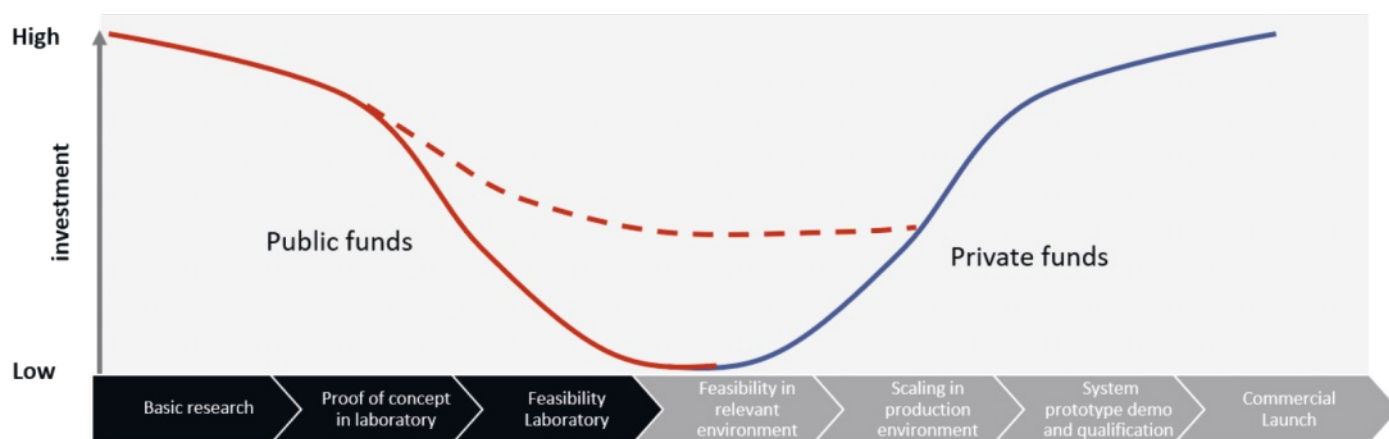 High
investment
Low
Public funds
Private funds
Basic research
Proof of concept
in laboratory
Feasibility
Laboratory
Feasibility in
relevant
environment
Scaling in
production
environment
System
prototype demo
and qualification
Commercial
Launch